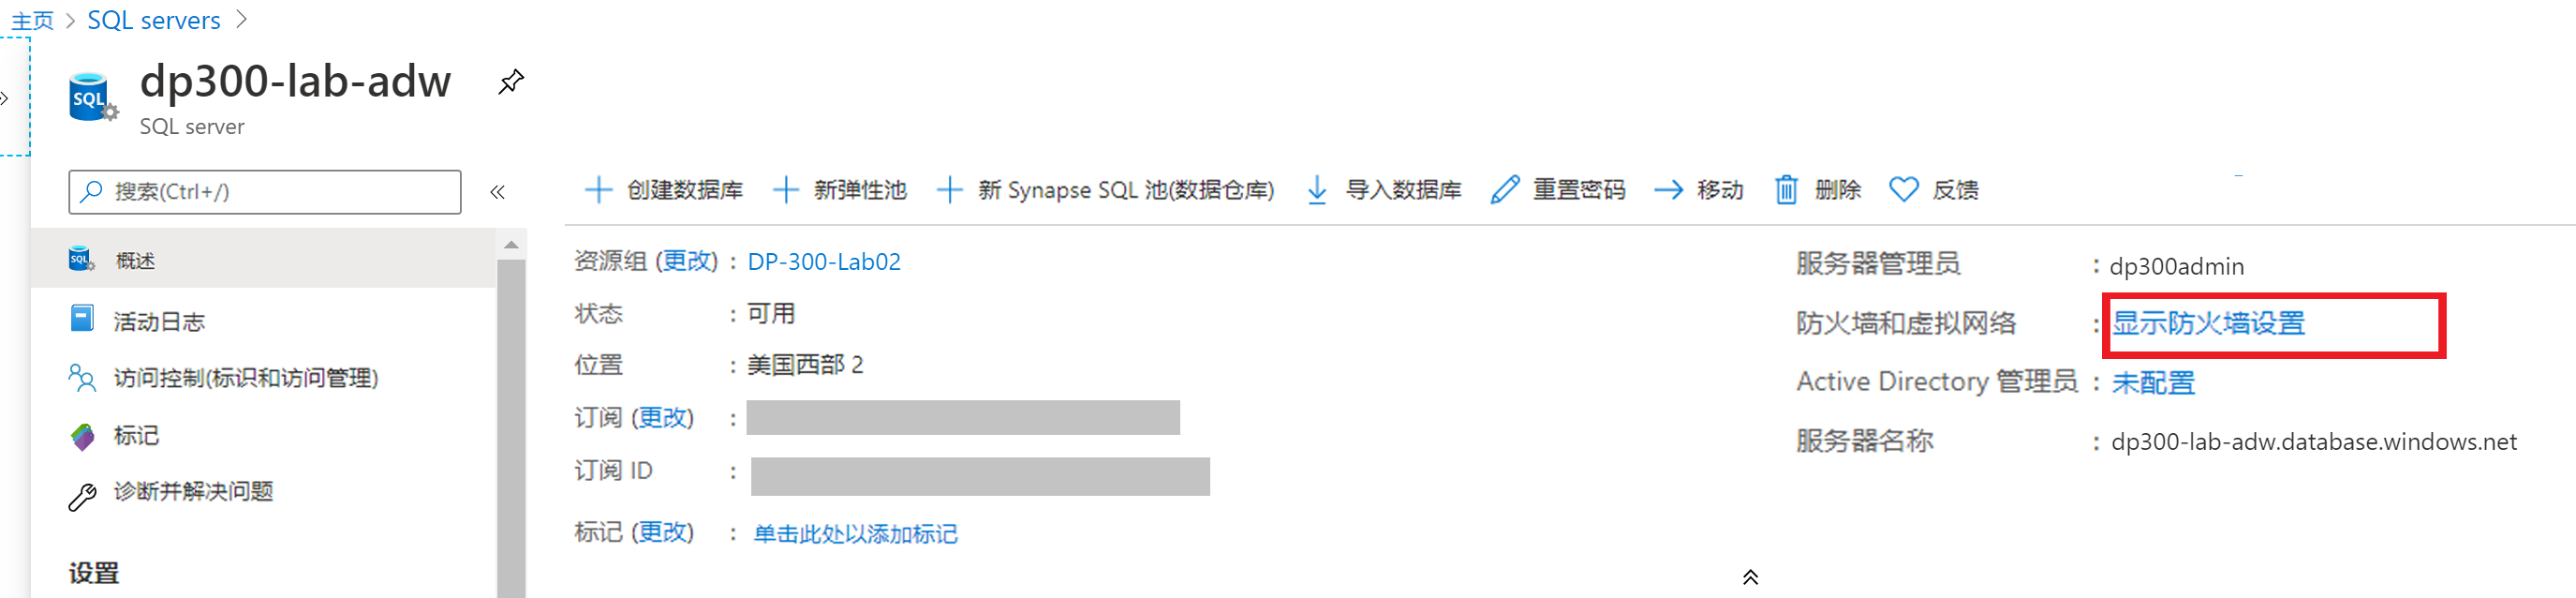 主页 > SQL servers >
dp300-lab-adw
SQL server
搜索(Ctrl+/)
概述
活动日志
访问控制(标识和访问管理)
标记
诊断并解决问题
设置
创建数据库 新弹性池 新 Synapse SQL 池(数据仓库) 导入数据库 重置密码 移动 删除 反馈
资源组 (更改) : DP-300-Lab02
状态 : 可用
位置 : 美国西部 2
订阅 (更改) :
订阅 ID :
标记 (更改) : 单击此处以添加标记
服务器管理员 : dp300admin
防火墙和虚拟网络 : 显示防火墙设置
Active Directory 管理员 : 未配置
服务器名称 : dp300-lab-adw.database.windows.net